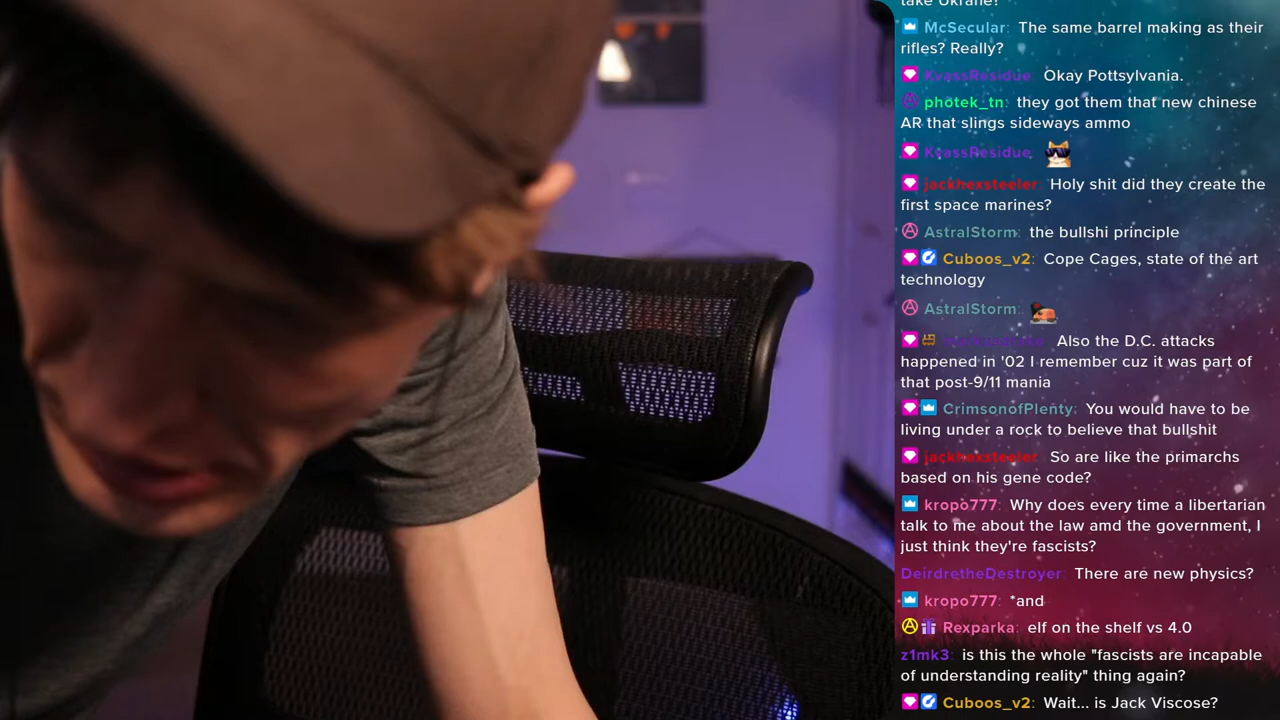 take Ukrane?
McSecular: The same barrel making as their
rifles? Really?
KvassResidue Okay Pottsylvania.
photek_tn: they got them that new chinese
AR that slings sideways ammo
KvassResidue
jackhexsteeler: Holy shit did they create the
first space marines?
AstralStorm: the bullshi principle
Cuboos_v2: Cope Cages, state of the art
technology
AstralStorm:
Also the D.C. attacks
happened in '02 I remember cuz it was part of
that post-9/11 mania
CrimsonofPlenty: You would have to be
living under a rock to believe that bullshit
jackhexsteeler: So are like the primarchs
based on his gene code?
kropo777: Why does every time a libertarian
talk to me about the law amd the government, I
just think they're fascists?
DeirdretheDestroyer: There are new physics?
kropo777: *and
Rexparka: elf on the shelf vs 4.0
z1mk3: is this the whole "fascists are incapable
of understanding reality" thing again?
Cuboos_v2: Wait... is Jack Viscose?